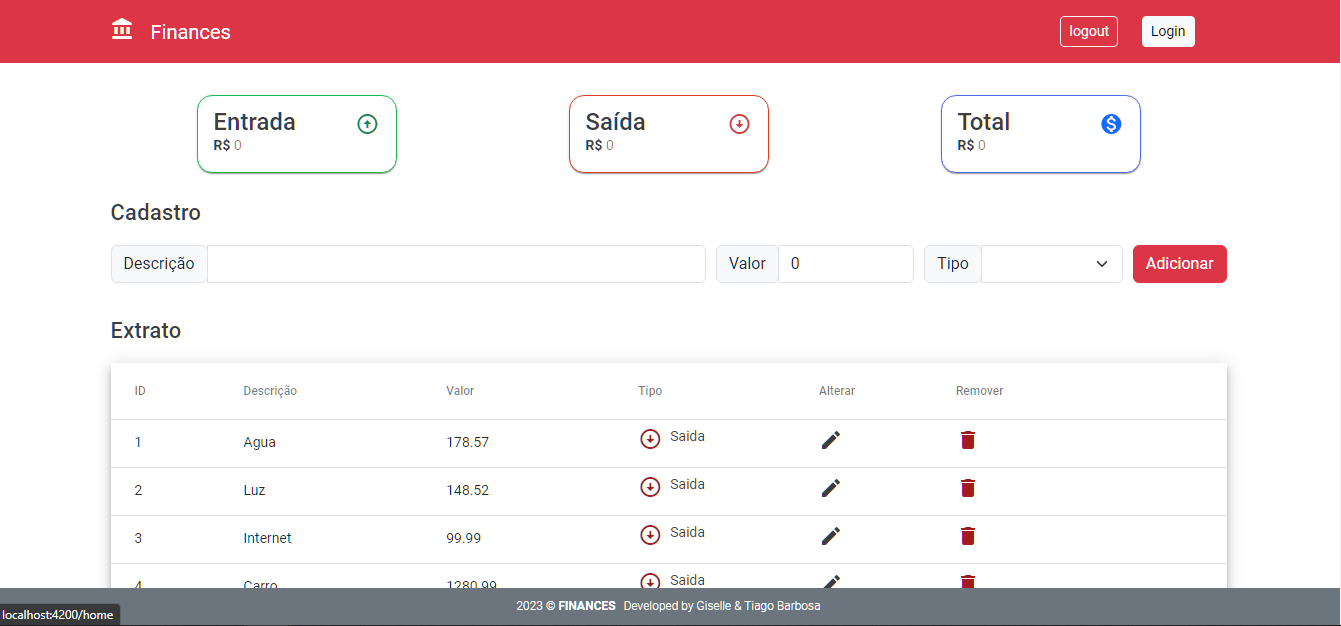 Finances
logout
Login
Entrada
R$ 0
Saída
R$ 0
Total
R$ 0
Cadastro
Descrição
Valor 0
Tipo
Adicionar
Extrato
ID Descrição Valor Tipo Alterar Remover
1 Agua 178.57 Saida
2 Luz 148.52 Saida
3 Internet 99.99 Saida
4 Carro 1280.99 Saida
2023 © FINANCES Developed by Giselle & Tiago Barbosa
localhost:4200/home